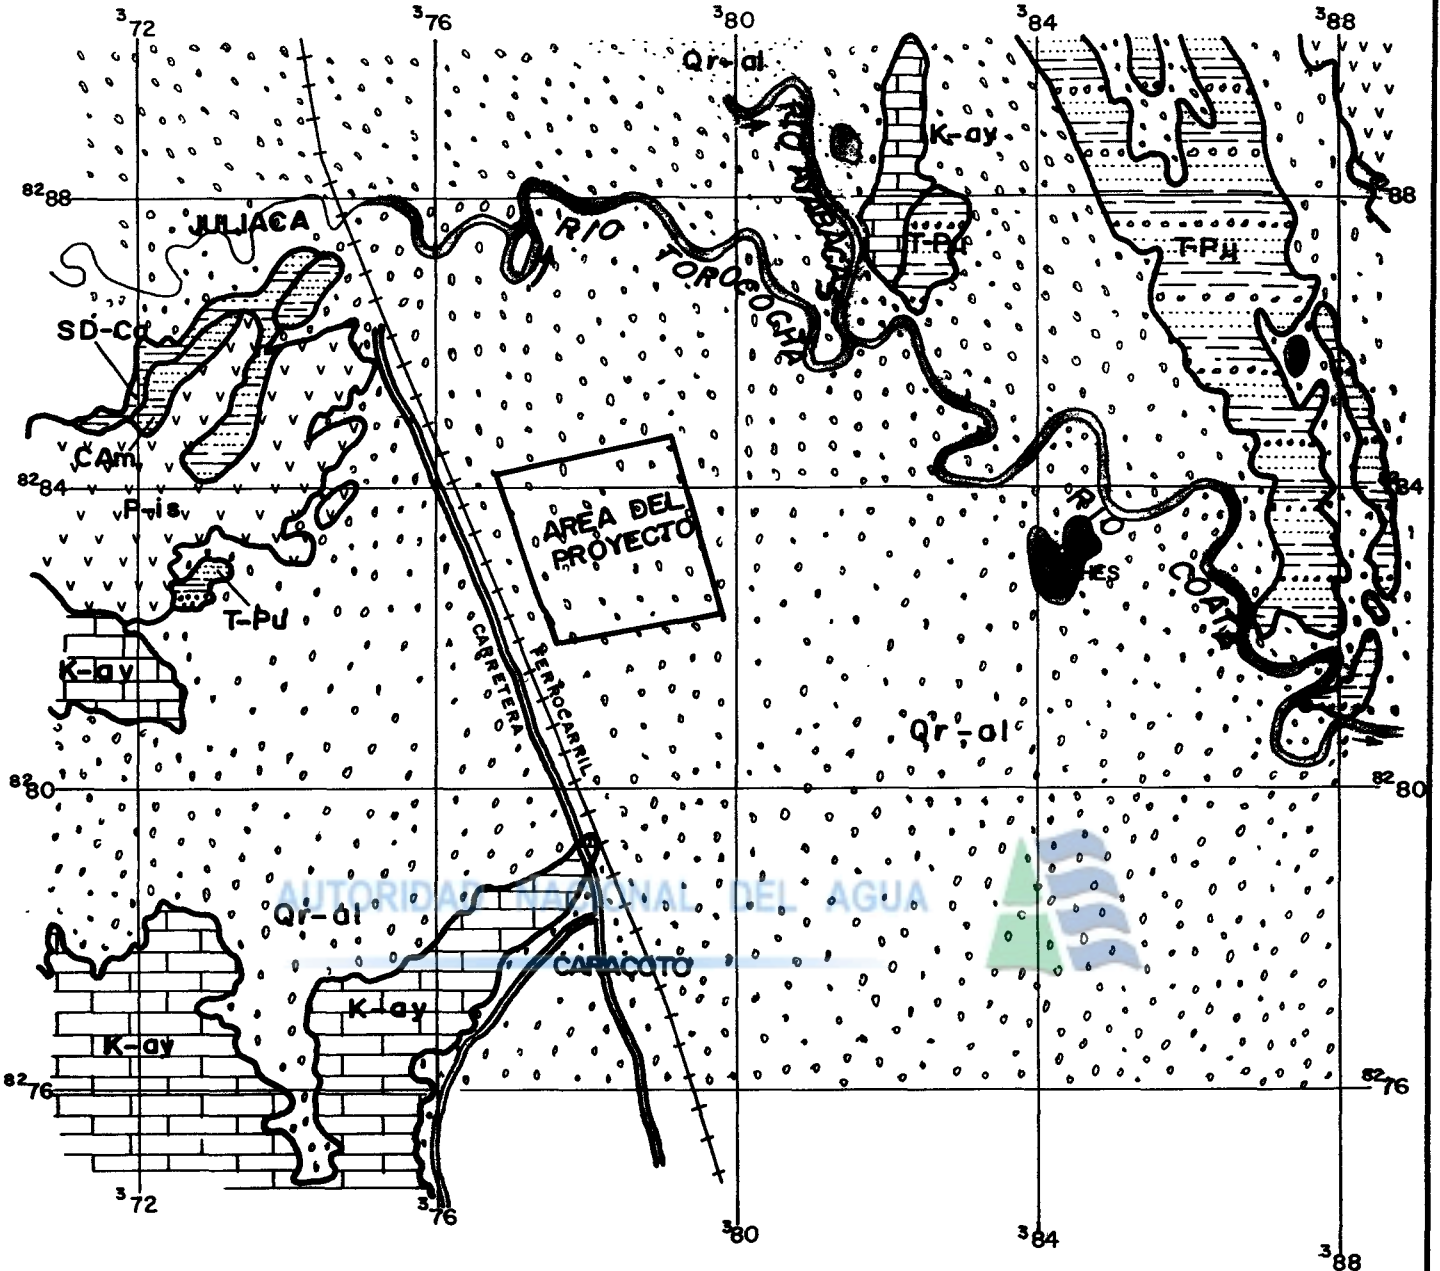 372 376 380 384 388
Qr-al
K-ay
8288 88
JULIACA
RIO
TOROCOCHA
T-Pu
T-Pu
SD-Ca
CAm
8284 84
P-is
AREA DEL
PROYECTO
RIO
COATA
T-Pu
K-ay
CARRETERA
FERROCARRIL
Qr-al
8280 8280
AUTORIDAD NACIONAL DEL AGUA
Qr-al
CARACOTO
K-ay
K-ay
8276 8276
372 376 380 384 388